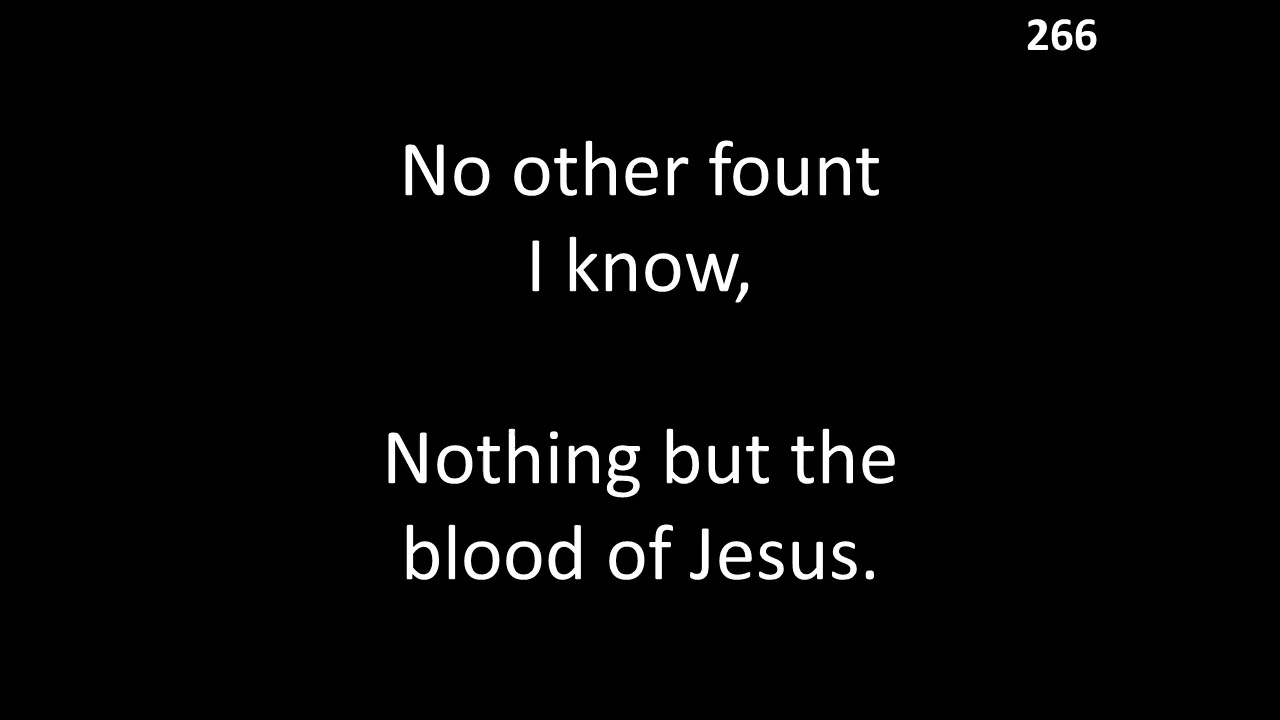 266
No other fount
I know,
Nothing but the
blood of Jesus.